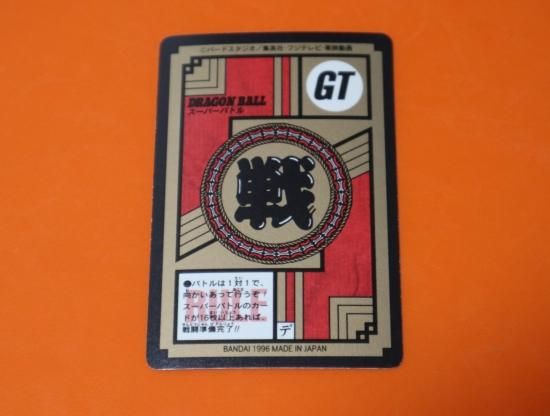 ©バードスタジオ／集英社・フジテレビ・東映動画
GT
DRAGON BALL
スーパーバトル
戦
●バトルは1対1で、
向かいあって行うぞ！
スーパーバトルのカー
ドが16枚以上あれば、
戦闘準備完了!!
デ
BANDAI 1996 MADE IN JAPAN